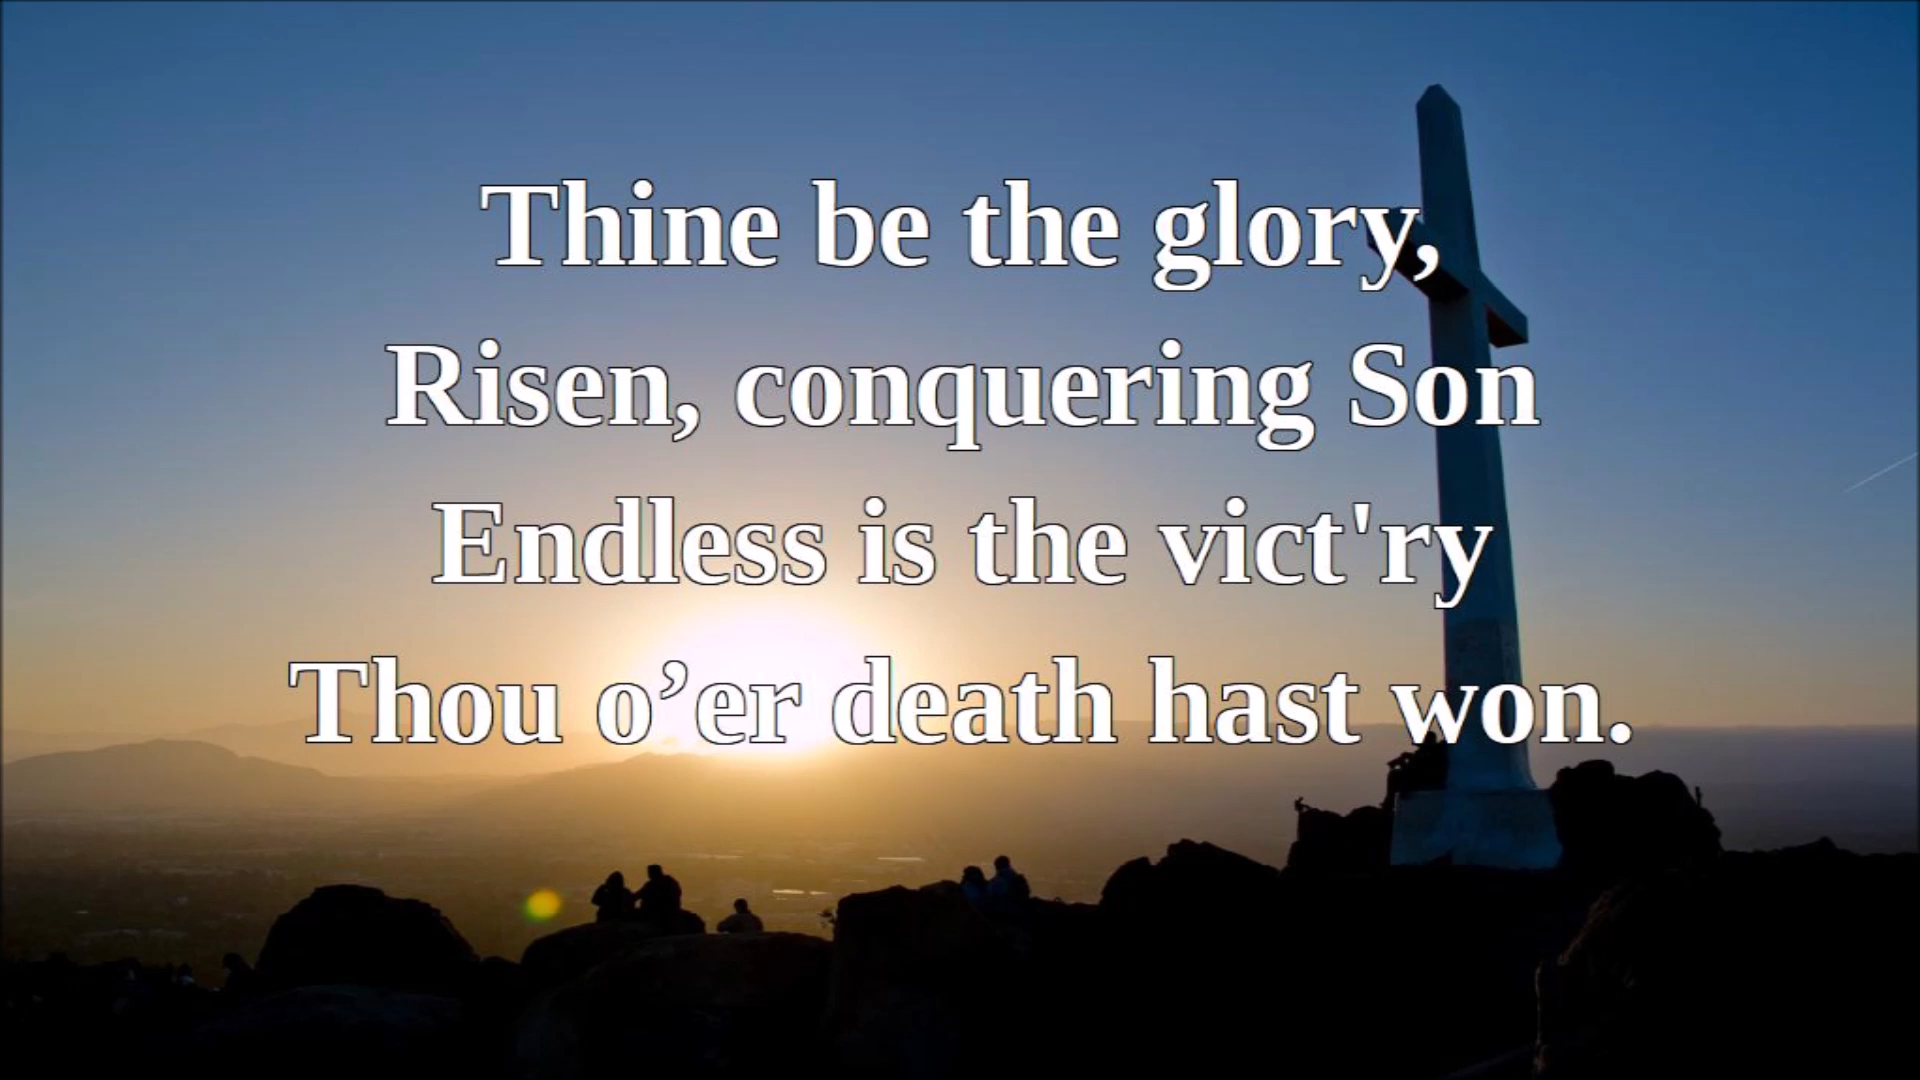 Thine be the glory,
Risen, conquering Son
Endless is the vict'ry
Thou o’er death hast won.